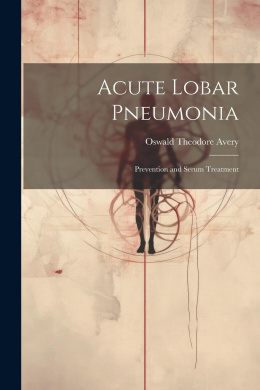 Acute Lobar
Pneumonia
Oswald Theodore Avery
Prevention and Serum Treatment